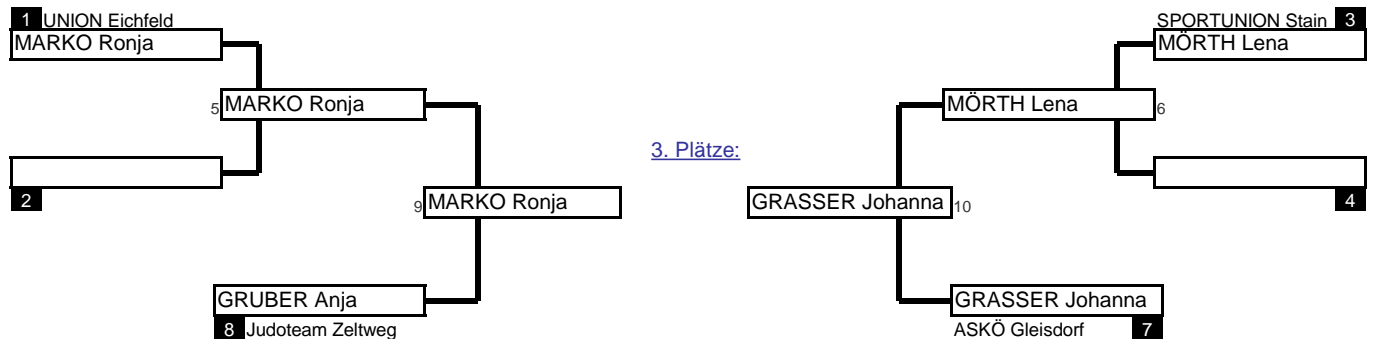 1 UNION Eichfeld
MARKO Ronja
SPORTUNION Stain 3
MÖRTH Lena
5 MARKO Ronja
MÖRTH Lena 6
3. Plätze:
2
4
9 MARKO Ronja
GRASSER Johanna 10
GRUBER Anja
8 Judoteam Zeltweg
GRASSER Johanna
ASKÖ Gleisdorf 7